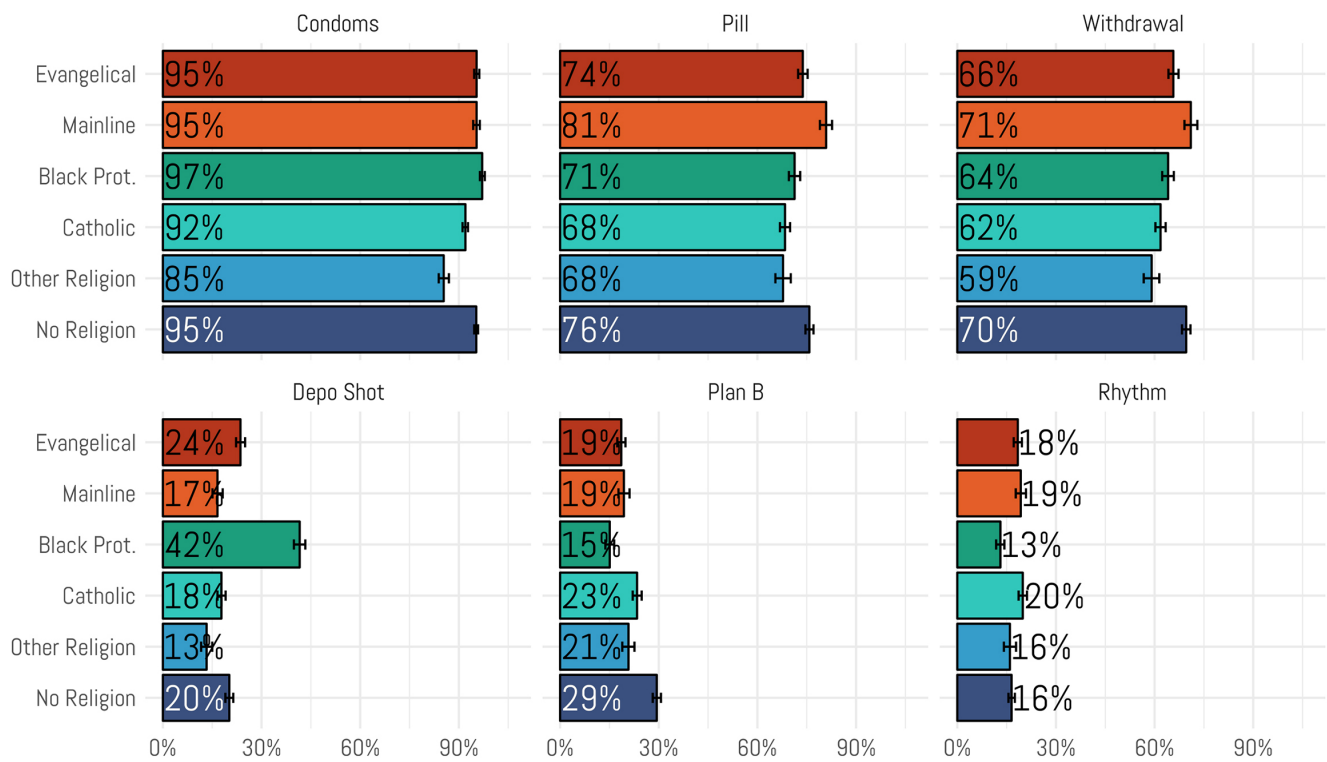 Condoms
Pill
Withdrawal
Evangelical 95% 74% 66%
Mainline 95% 81% 71%
Black Prot. 97% 71% 64%
Catholic 92% 68% 62%
Other Religion 85% 68% 59%
No Religion 95% 76% 70%
Depo Shot
Plan B
Rhythm
Evangelical 24% 19% 18%
Mainline 17% 19% 19%
Black Prot. 42% 15% 13%
Catholic 18% 23% 20%
Other Religion 13% 21% 16%
No Religion 20% 29% 16%
0% 30% 60% 90% 0% 30% 60% 90% 0% 30% 60% 90%